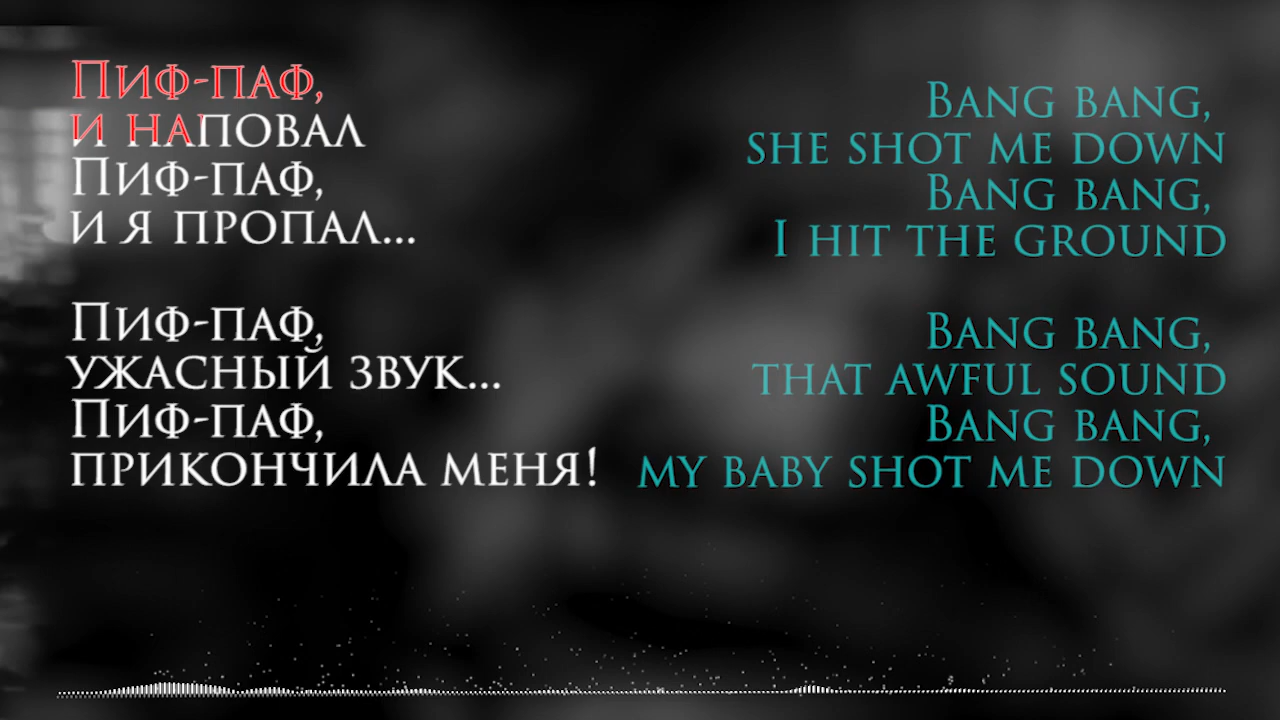 Пиф-паф,
и наповал
Пиф-паф,
и я пропал...
Пиф-паф,
ужасный звук...
Пиф-паф,
прикончила меня!
Bang bang,
she shot me down
Bang bang,
I hit the ground
Bang bang,
that awful sound
Bang bang,
my baby shot me down